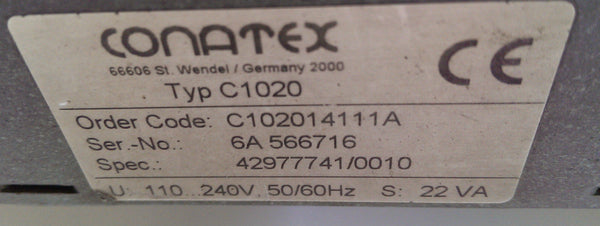 CONATEX
66606 St. Wendel / Germany 2000
CE
Typ C1020
Order Code: C102014111A
Ser.-No.: 6A 566716
Spec.: 42977741/0010
U: 110...240V, 50/60Hz S: 22 VA